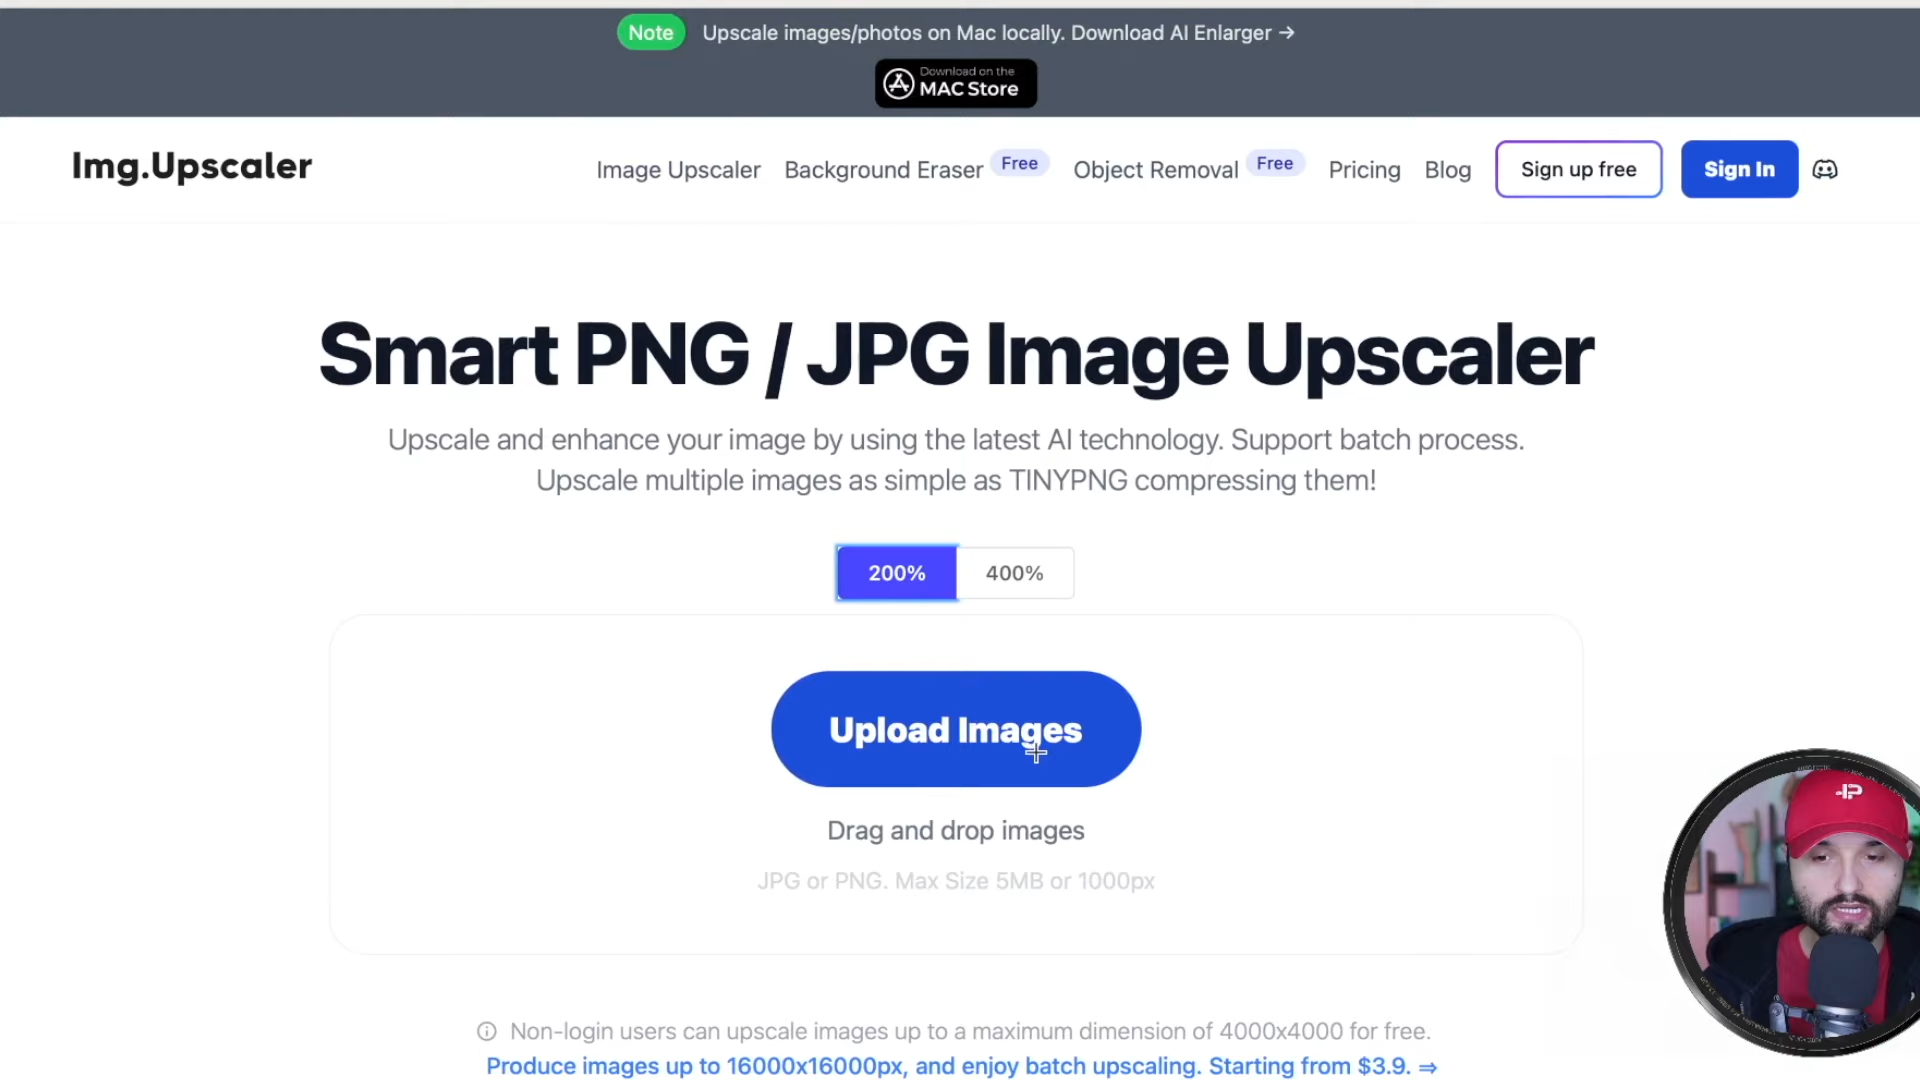 Note Upscale images/photos on Mac locally. Download AI Enlarger →
Download on the
MAC Store
Img.Upscaler
Image Upscaler Background Eraser Free Object Removal Free Pricing Blog Sign up free Sign In
Smart PNG / JPG Image Upscaler
Upscale and enhance your image by using the latest AI technology. Support batch process.
Upscale multiple images as simple as TINYPNG compressing them!
200% 400%
Upload Images
Drag and drop images
JPG or PNG. Max Size 5MB or 1000px
Non-login users can upscale images up to a maximum dimension of 4000x4000 for free.
Produce images up to 16000x16000px, and enjoy batch upscaling. Starting from $3.9. ⇒